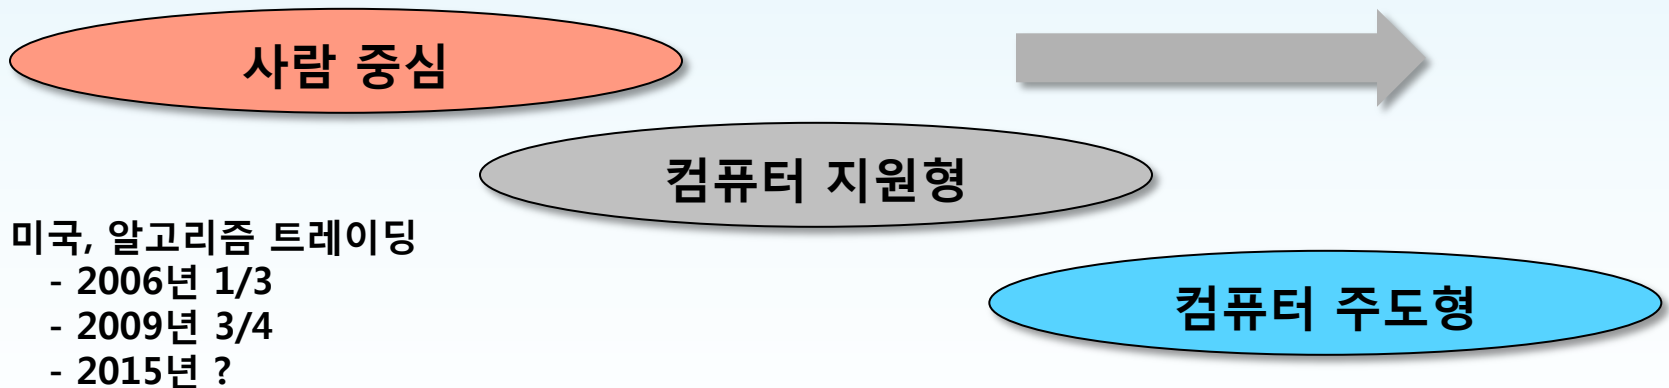 사람 중심
컴퓨터 지원형
미국, 알고리즘 트레이딩
- 2006년 1/3
- 2009년 3/4
- 2015년 ?
컴퓨터 주도형